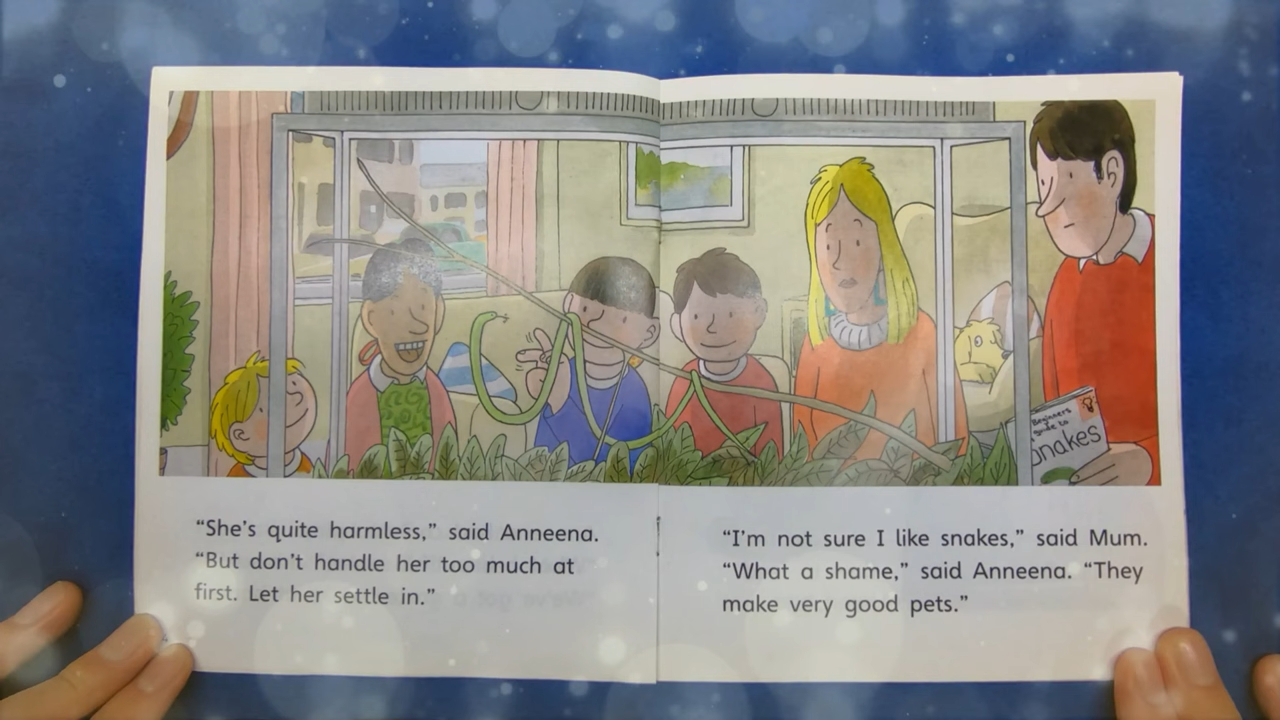 Beginners
guide to
Snakes
"She's quite harmless," said Anneena.
"But don't handle her too much at
first. Let her settle in."
"I'm not sure I like snakes," said Mum.
"What a shame," said Anneena. "They
make very good pets."